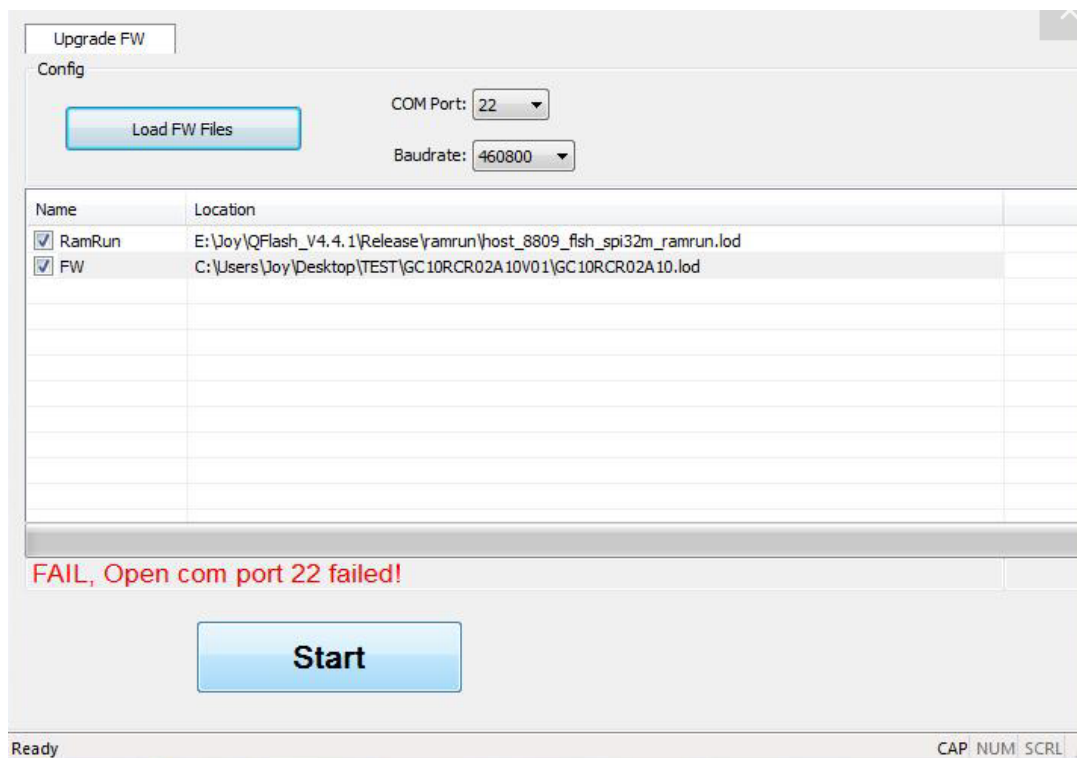 Upgrade FW
Config
Load FW Files
COM Port: 22
Baudrate: 460800
Name Location
RamRun E:\Joy\QFlash_V4.4.1\Release\ramrun\host_8809_flsh_spi32m_ramrun.lod
FW C:\Users\Joy\Desktop\TEST\GC10RCR02A10V01\GC10RCR02A10.lod
FAIL, Open com port 22 failed!
Start
Ready CAP NUM SCRL